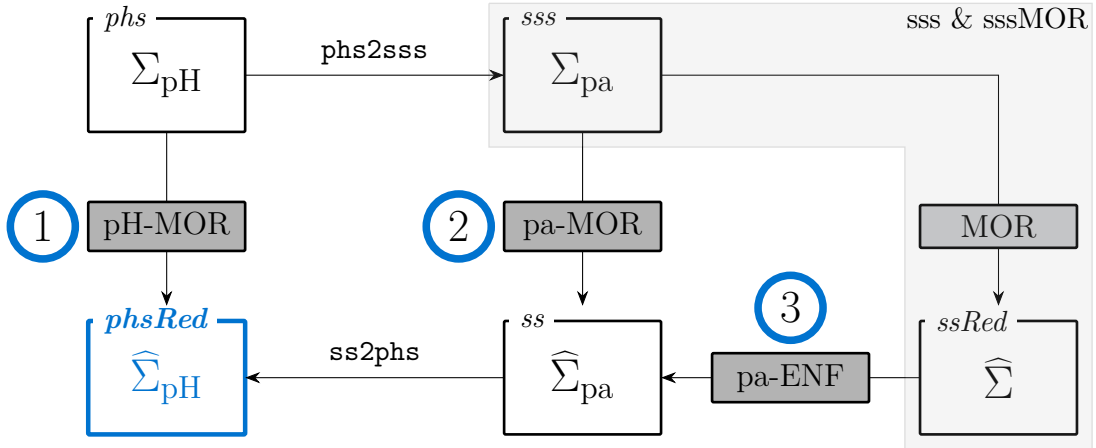 phs
sss
sss & sssMOR
Σ_pH
phs2sss
Σ_pa
1
pH-MOR
2
pa-MOR
MOR
3
phsRed
ss
ssRed
Σ̂_pH
ss2phs
Σ̂_pa
pa-ENF
Σ̂